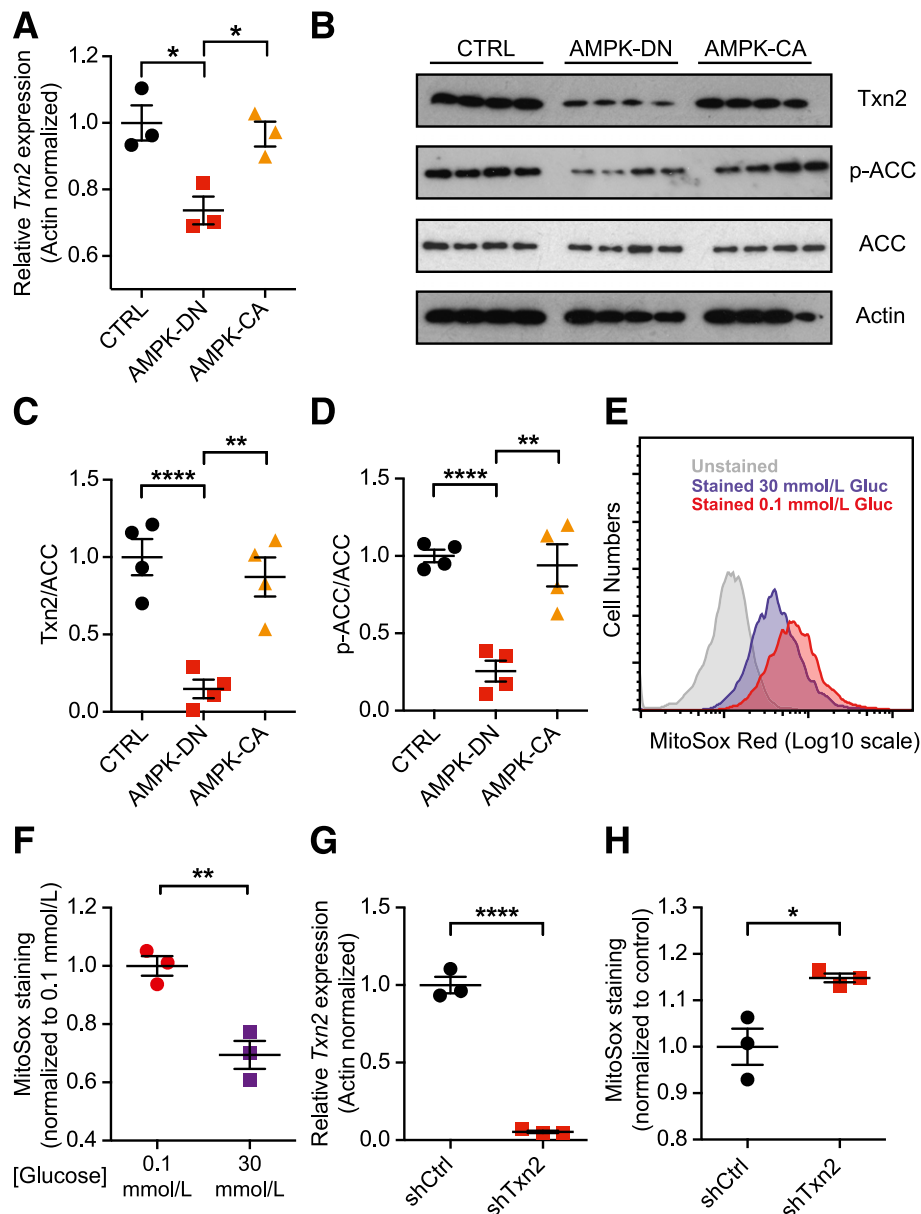 A
* *
Relative Txn2 expression
(Actin normalized)
1.2
1.0
0.8
0.6
CTRL
AMPK-DN
AMPK-CA
B
CTRL AMPK-DN AMPK-CA
Txn2
p-ACC
ACC
Actin
C
**** **
Txn2/ACC
1.5
1.0
0.5
0.0
CTRL
AMPK-DN
AMPK-CA
D
**** **
p-ACC/ACC
1.5
1.0
0.5
0.0
CTRL
AMPK-DN
AMPK-CA
E
Unstained
Stained 30 mmol/L Gluc
Stained 0.1 mmol/L Gluc
Cell Numbers
MitoSox Red (Log10 scale)
F
**
MitoSox staining
(normalized to 0.1 mmol/L)
1.2
1.0
0.8
0.6
0.4
[Glucose] 0.1 30
mmol/L mmol/L
G
****
Relative Txn2 expression
(Actin normalized)
1.5
1.0
0.5
0.0
shCtrl
shTxn2
H
*
MitoSox staining
(normalized to control)
1.3
1.2
1.1
1.0
0.9
0.8
shCtrl
shTxn2